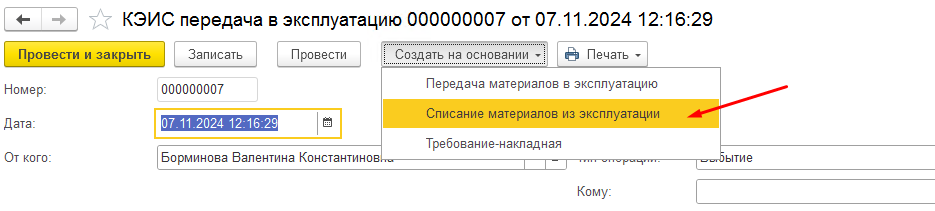 КЭИС передача в эксплуатацию 000000007 от 07.11.2024 12:16:29
Провести и закрыть Записать Провести Создать на основании Печать
Передача материалов в эксплуатацию
Номер: 000000007
Списание материалов из эксплуатации
Дата: 07.11.2024 12:16:29
Требование-накладная
От кого: Борминова Валентина Константиновна Выбытие
Кому: